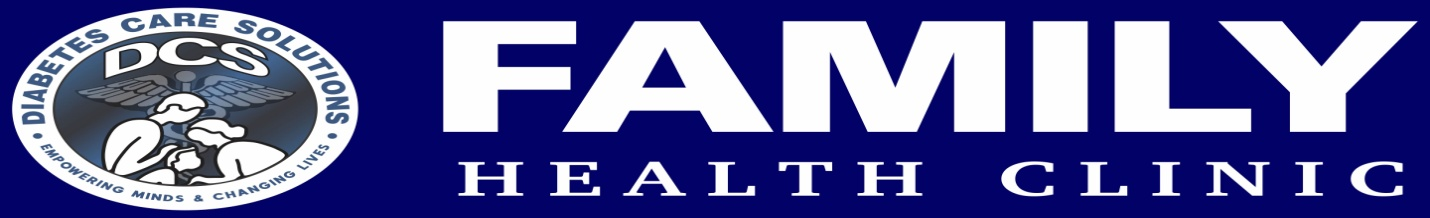 DIABETES CARE SOLUTIONS
DCS
• EMPOWERING MINDS & CHANGING LIVES •
FAMILY
HEALTH CLINIC